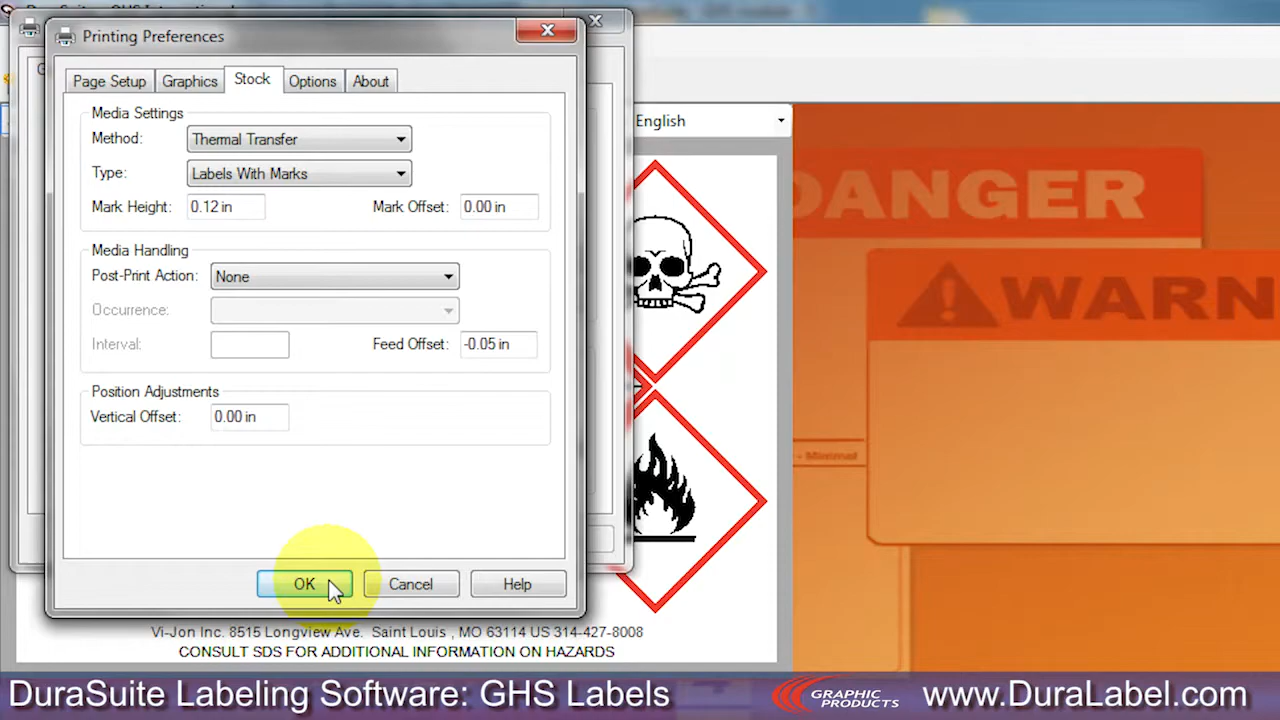 Printing Preferences
Page Setup Graphics Stock Options About
Media Settings
Method: Thermal Transfer
Type: Labels With Marks
Mark Height: 0.12 in Mark Offset: 0.00 in
Media Handling
Post-Print Action: None
Occurrence:
Interval: Feed Offset: -0.05 in
Position Adjustments
Vertical Offset: 0.00 in
OK Cancel Help
English
DANGER
WARN
- Minimal
Vi-Jon Inc. 8515 Longview Ave. Saint Louis , MO 63114 US 314-427-8008
CONSULT SDS FOR ADDITIONAL INFORMATION ON HAZARDS
DuraSuite Labeling Software: GHS Labels
GRAPHIC PRODUCTS
www.DuraLabel.com